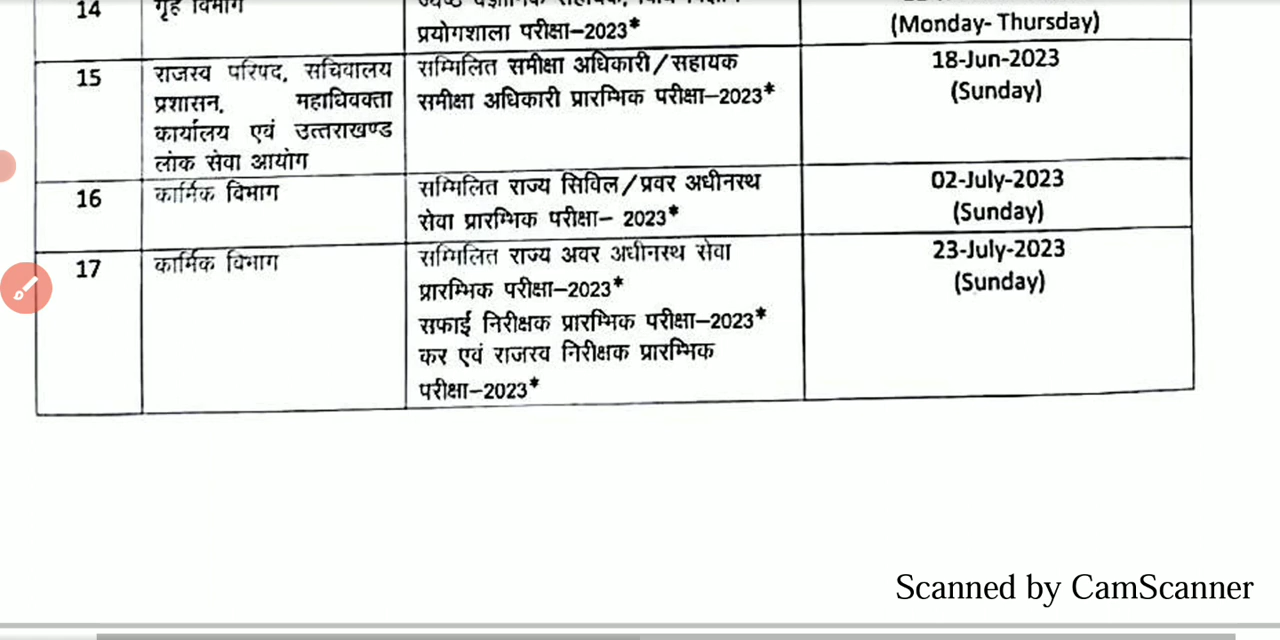 14
गृह विभाग
प्रयोगशाला परीक्षा–2023*
(Monday- Thursday)
15
राजस्व परिषद, सचिवालय
प्रशासन, महाधिवक्ता
कार्यालय एवं उत्तराखण्ड
लोक सेवा आयोग
सम्मिलित समीक्षा अधिकारी/सहायक
समीक्षा अधिकारी प्रारम्भिक परीक्षा–2023*
18-Jun-2023
(Sunday)
16
कार्मिक विभाग
सम्मिलित राज्य सिविल/प्रवर अधीनस्थ
सेवा प्रारम्भिक परीक्षा– 2023*
02-July-2023
(Sunday)
17
कार्मिक विभाग
सम्मिलित राज्य अवर अधीनस्थ सेवा
प्रारम्भिक परीक्षा–2023*
सफाई निरीक्षक प्रारम्भिक परीक्षा–2023*
कर एवं राजस्व निरीक्षक प्रारम्भिक
परीक्षा–2023*
23-July-2023
(Sunday)
Scanned by CamScanner